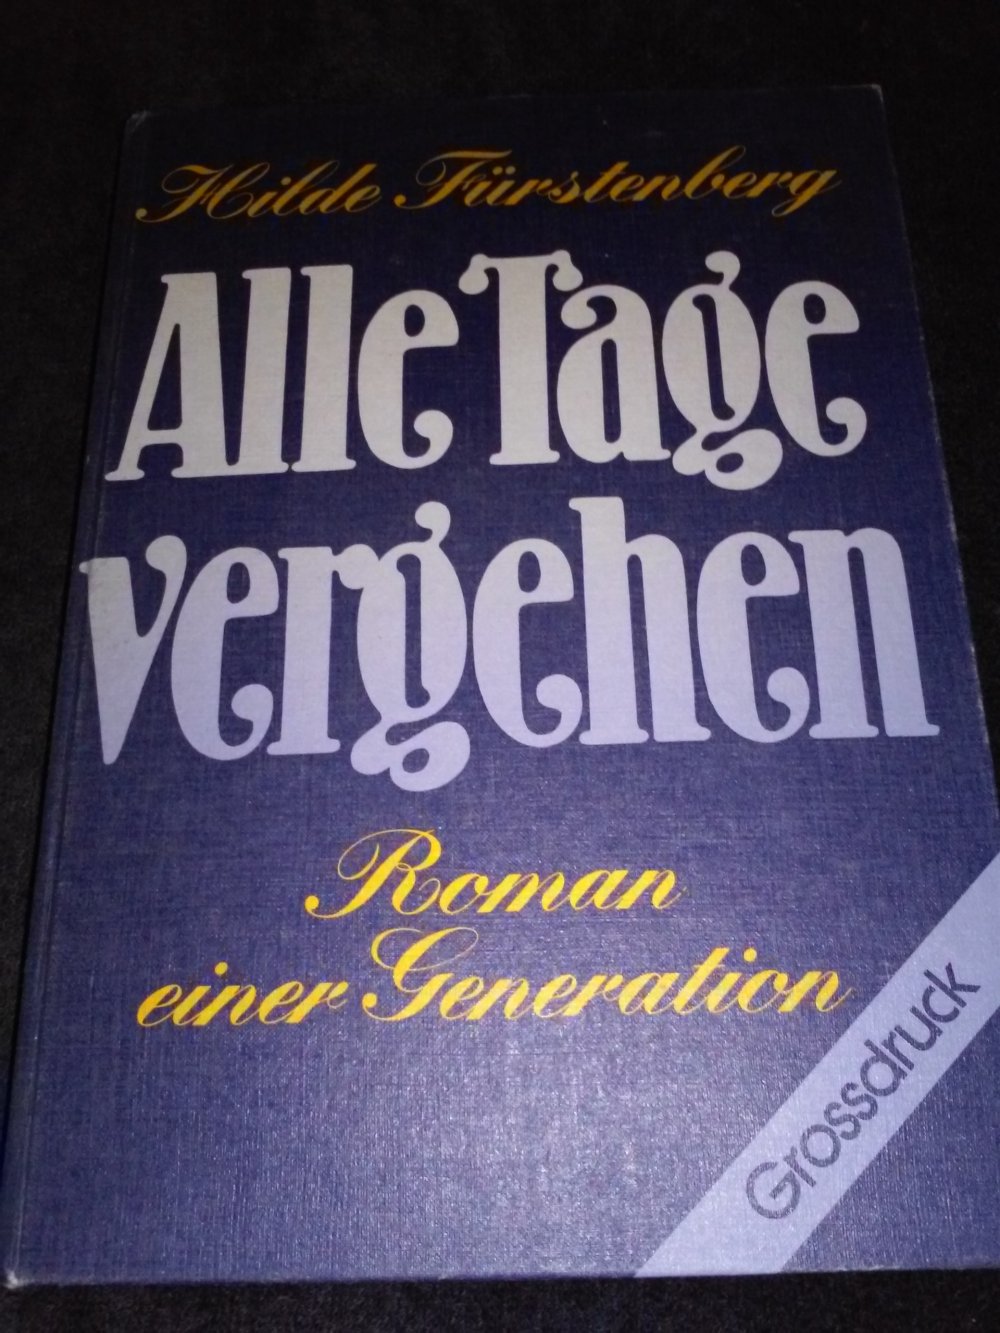 Hilde Fürstenberg
Alle Tage
vergehen
Roman
einer Generation
Grossdruck